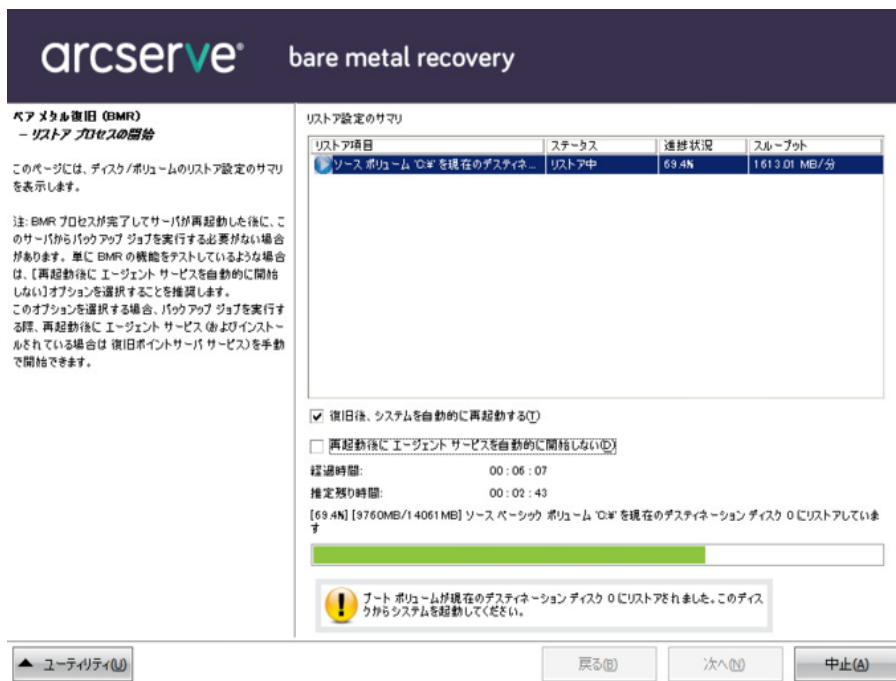 arcserve® bare metal recovery
ベア メタル復旧 (BMR)
- リストア プロセスの開始
このページには、ディスク/ボリュームのリストア設定のサマリ
を表示します。
注: BMR プロセスが完了してサーバが再起動した後に、こ
のサーバからバックアップ ジョブを実行する必要がない場合
があります。単に BMR の機能をテストしているような場合
は、[再起動後に エージェント サービスを自動的に開始
しない]オプションを選択することを推奨します。
このオプションを選択する場合、バックアップ ジョブを実行す
る際、再起動後に エージェント サービス (およびインストー
ルされている場合は 復旧ポイントサーバ サービス)を手動
で開始できます。
リストア設定のサマリ
リストア項目 ステータス 進捗状況 スループット
ソース ボリューム 'C:¥' を現在のデスティネ... リストア中 69.4% 1613.01 MB/分
復旧後、システムを自動的に再起動する(T)
再起動後に エージェント サービスを自動的に開始しない(D)
経過時間: 00 : 06 : 07
推定残り時間: 00 : 02 : 43
[69.4%] [9760MB/14061MB] ソース ベーシック ボリューム 'C:¥' を現在のデスティネーション ディスク 0 にリストアしていま
す
ブート ボリュームが現在のデスティネーション ディスク 0 にリストアされました。このディス
クからシステムを起動してください。
ユーティリティ(U) 戻る(B) 次へ(N) 中止(A)